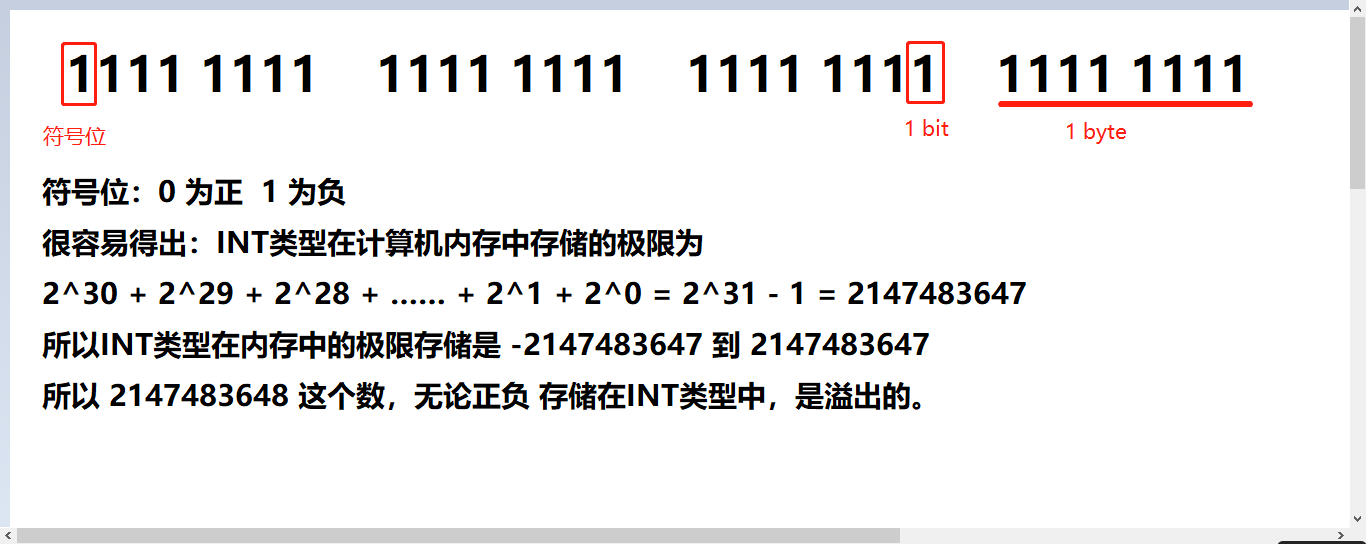 1111 1111 1111 1111 1111 1111 1111 1111
符号位 1 bit 1 byte
符号位：0 为正 1 为负
很容易得出：INT类型在计算机内存中存储的极限为
2^30 + 2^29 + 2^28 + …… + 2^1 + 2^0 = 2^31 - 1 = 2147483647
所以INT类型在内存中的极限存储是 -2147483647 到 2147483647
所以 2147483648 这个数，无论正负 存储在INT类型中，是溢出的。